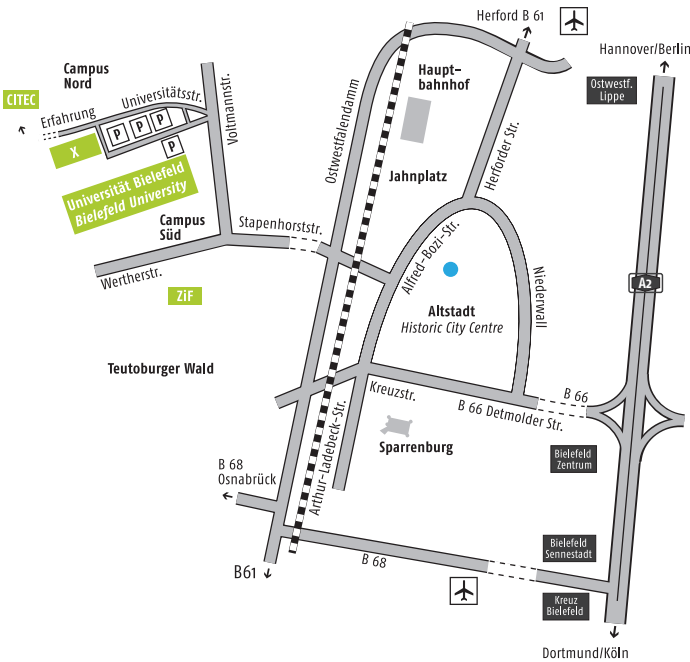 Herford B 61
Hannover/Berlin
Campus
Nord
Haupt-
bahnhof
Ostwestf.
Lippe
CITEC
Universitätsstr.
Erfahrung
Voltmannstr.
P
P
P
P
X
Ostwestfalendamm
Herforder Str.
Jahnplatz
Universität Bielefeld
Bielefeld University
Campus
Süd
Stapenhorststr.
Alfred-Bozi-Str.
Niederwall
Wertherstr.
ZiF
A2
Altstadt
Historic City Centre
Teutoburger Wald
Kreuzstr.
B 66
B 66 Detmolder Str.
Arthur-Ladebeck-Str.
Sparrenburg
Bielefeld
Zentrum
B 68
Osnabrück
Bielefeld
Sennestadt
B 68
B61
Kreuz
Bielefeld
Dortmund/Köln